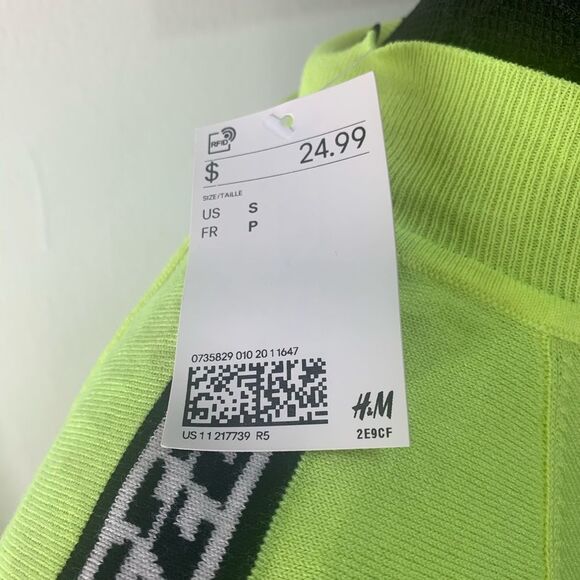 RFID
$ 24.99
SIZE/TAILLE
US S
FR P
0735829 010 20 11647
US 11 217739 R5
H&M
2E9CF